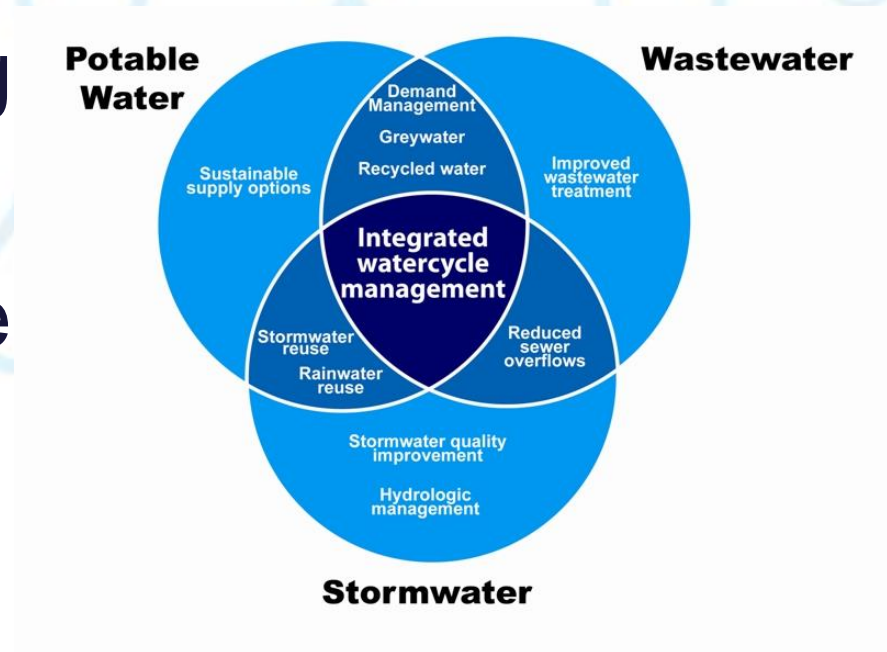 Potable
Water
Wastewater
Demand
Management
Greywater
Recycled water
Sustainable
supply options
Improved
wastewater
treatment
Integrated
watercycle
management
Stormwater
reuse
Rainwater
reuse
Reduced
sewer
overflows
Stormwater quality
improvement
Hydrologic
management
Stormwater
g
e